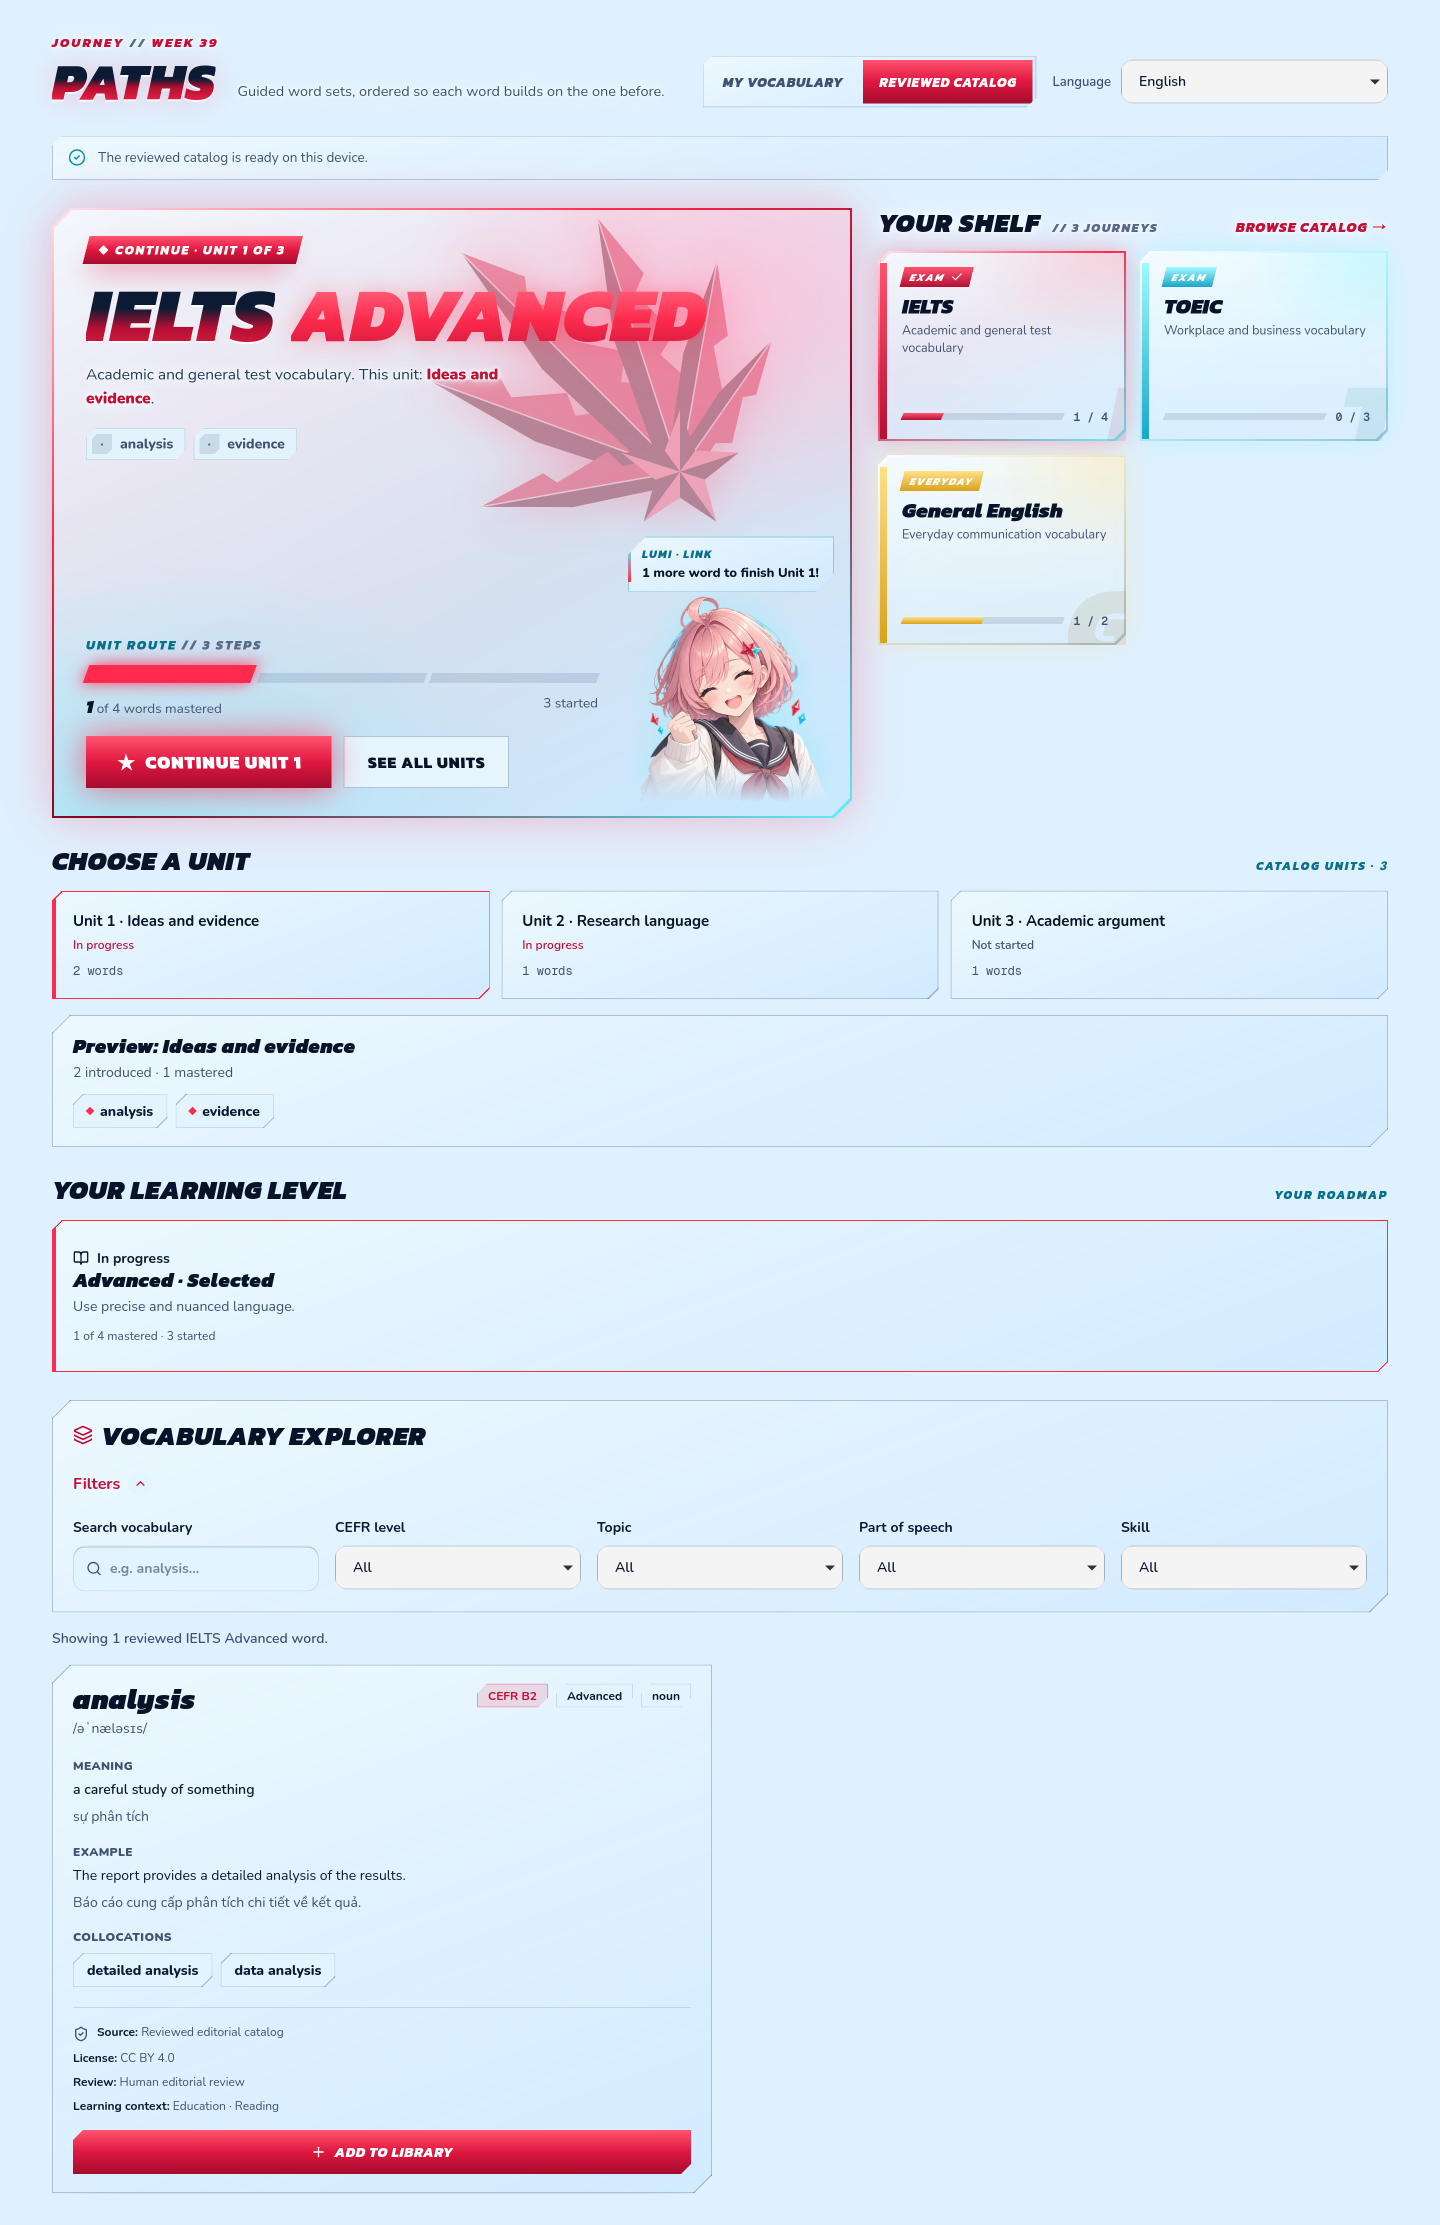 JOURNEY // WEEK 39
PATHS
Guided word sets, ordered so each word builds on the one before.
MY VOCABULARY
REVIEWED CATALOG
Language
English
The reviewed catalog is ready on this device.
◆ CONTINUE · UNIT 1 OF 3
IELTS ADVANCED
Academic and general test vocabulary. This unit: Ideas and
evidence.
· analysis
· evidence
LUMI · LINK
1 more word to finish Unit 1!
UNIT ROUTE // 3 STEPS
1 of 4 words mastered
3 started
★ CONTINUE UNIT 1
SEE ALL UNITS
YOUR SHELF // 3 JOURNEYS
BROWSE CATALOG →
EXAM ✓
IELTS
Academic and general test
vocabulary
1 / 4
EXAM
TOEIC
Workplace and business vocabulary
0 / 3
EVERYDAY
General English
Everyday communication vocabulary
1 / 2
CHOOSE A UNIT
CATALOG UNITS · 3
Unit 1 · Ideas and evidence
In progress
2 words
Unit 2 · Research language
In progress
1 words
Unit 3 · Academic argument
Not started
1 words
Preview: Ideas and evidence
2 introduced · 1 mastered
◆ analysis
◆ evidence
YOUR LEARNING LEVEL
YOUR ROADMAP
In progress
Advanced · Selected
Use precise and nuanced language.
1 of 4 mastered · 3 started
VOCABULARY EXPLORER
Filters
Search vocabulary
e.g. analysis...
CEFR level
All
Topic
All
Part of speech
All
Skill
All
Showing 1 reviewed IELTS Advanced word.
analysis
CEFR B2
Advanced
noun
/əˈnæləsɪs/
MEANING
a careful study of something
sự phân tích
EXAMPLE
The report provides a detailed analysis of the results.
Báo cáo cung cấp phân tích chi tiết về kết quả.
COLLOCATIONS
detailed analysis
data analysis
Source: Reviewed editorial catalog
License: CC BY 4.0
Review: Human editorial review
Learning context: Education · Reading
+ ADD TO LIBRARY